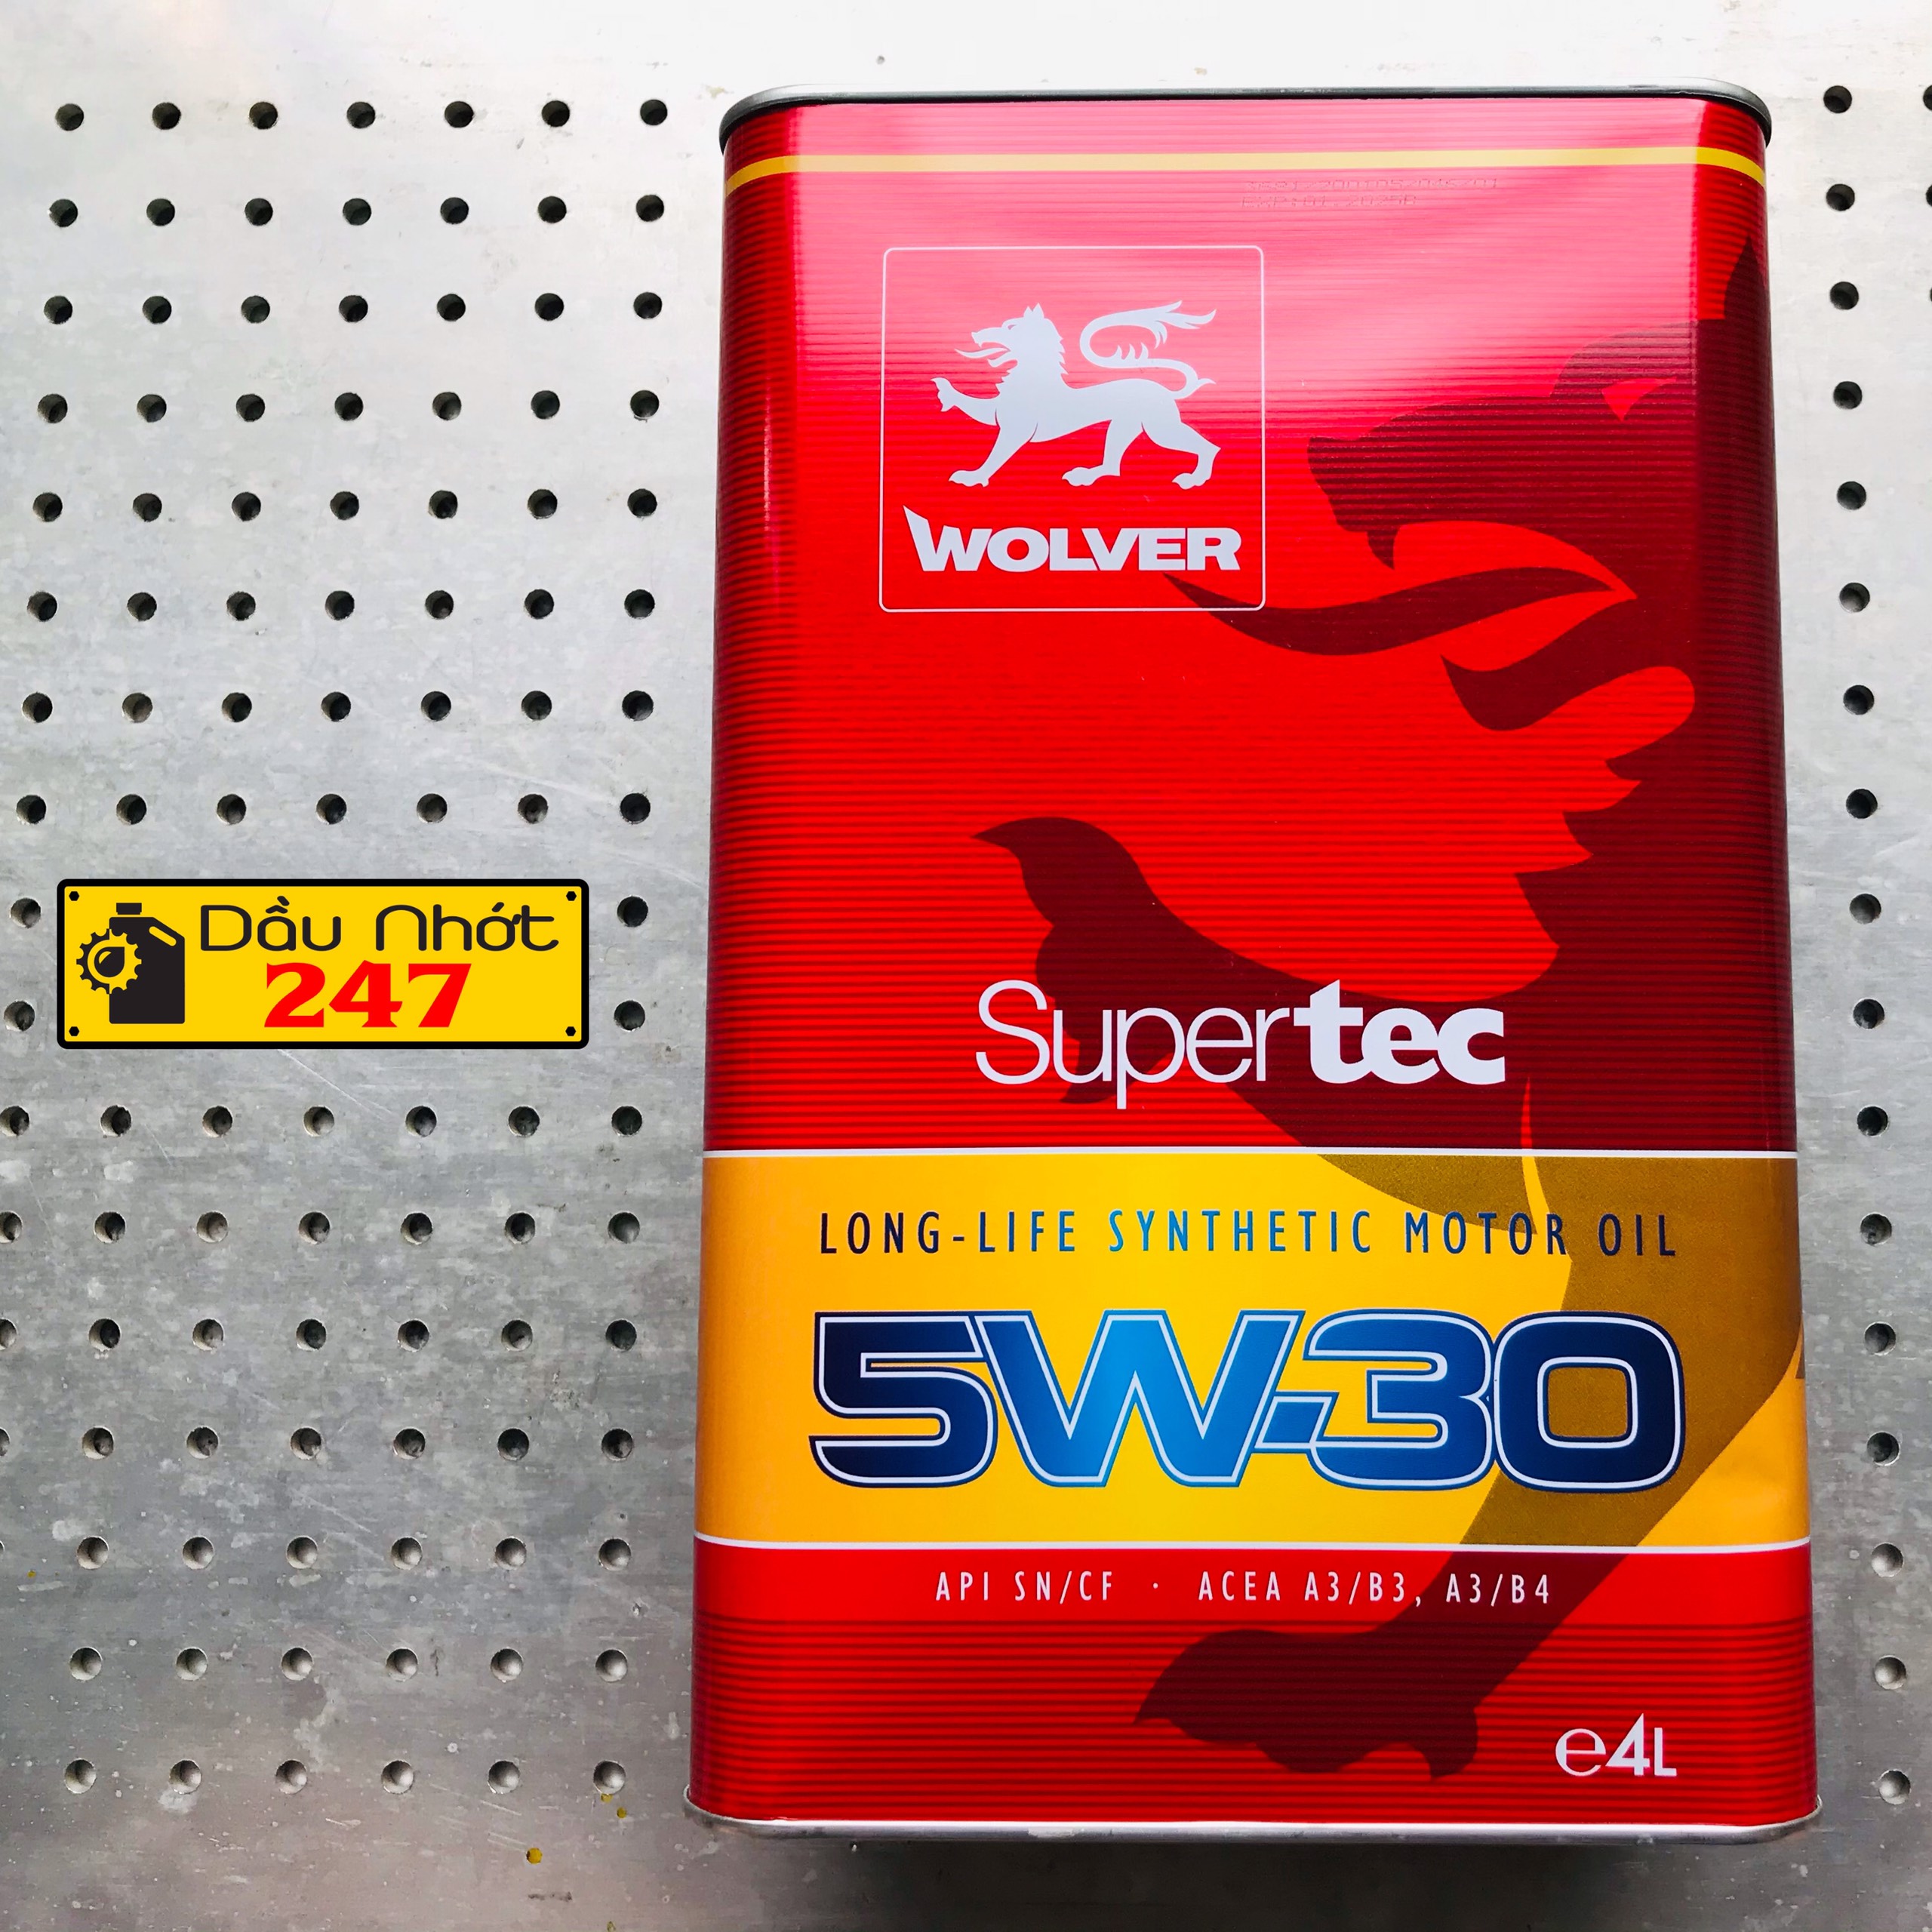 WOLVER
Dầu Nhớt
247
Supertec
LONG-LIFE SYNTHETIC MOTOR OIL
5W-30
API SN/CF · ACEA A3/B3, A3/B4
℮4L